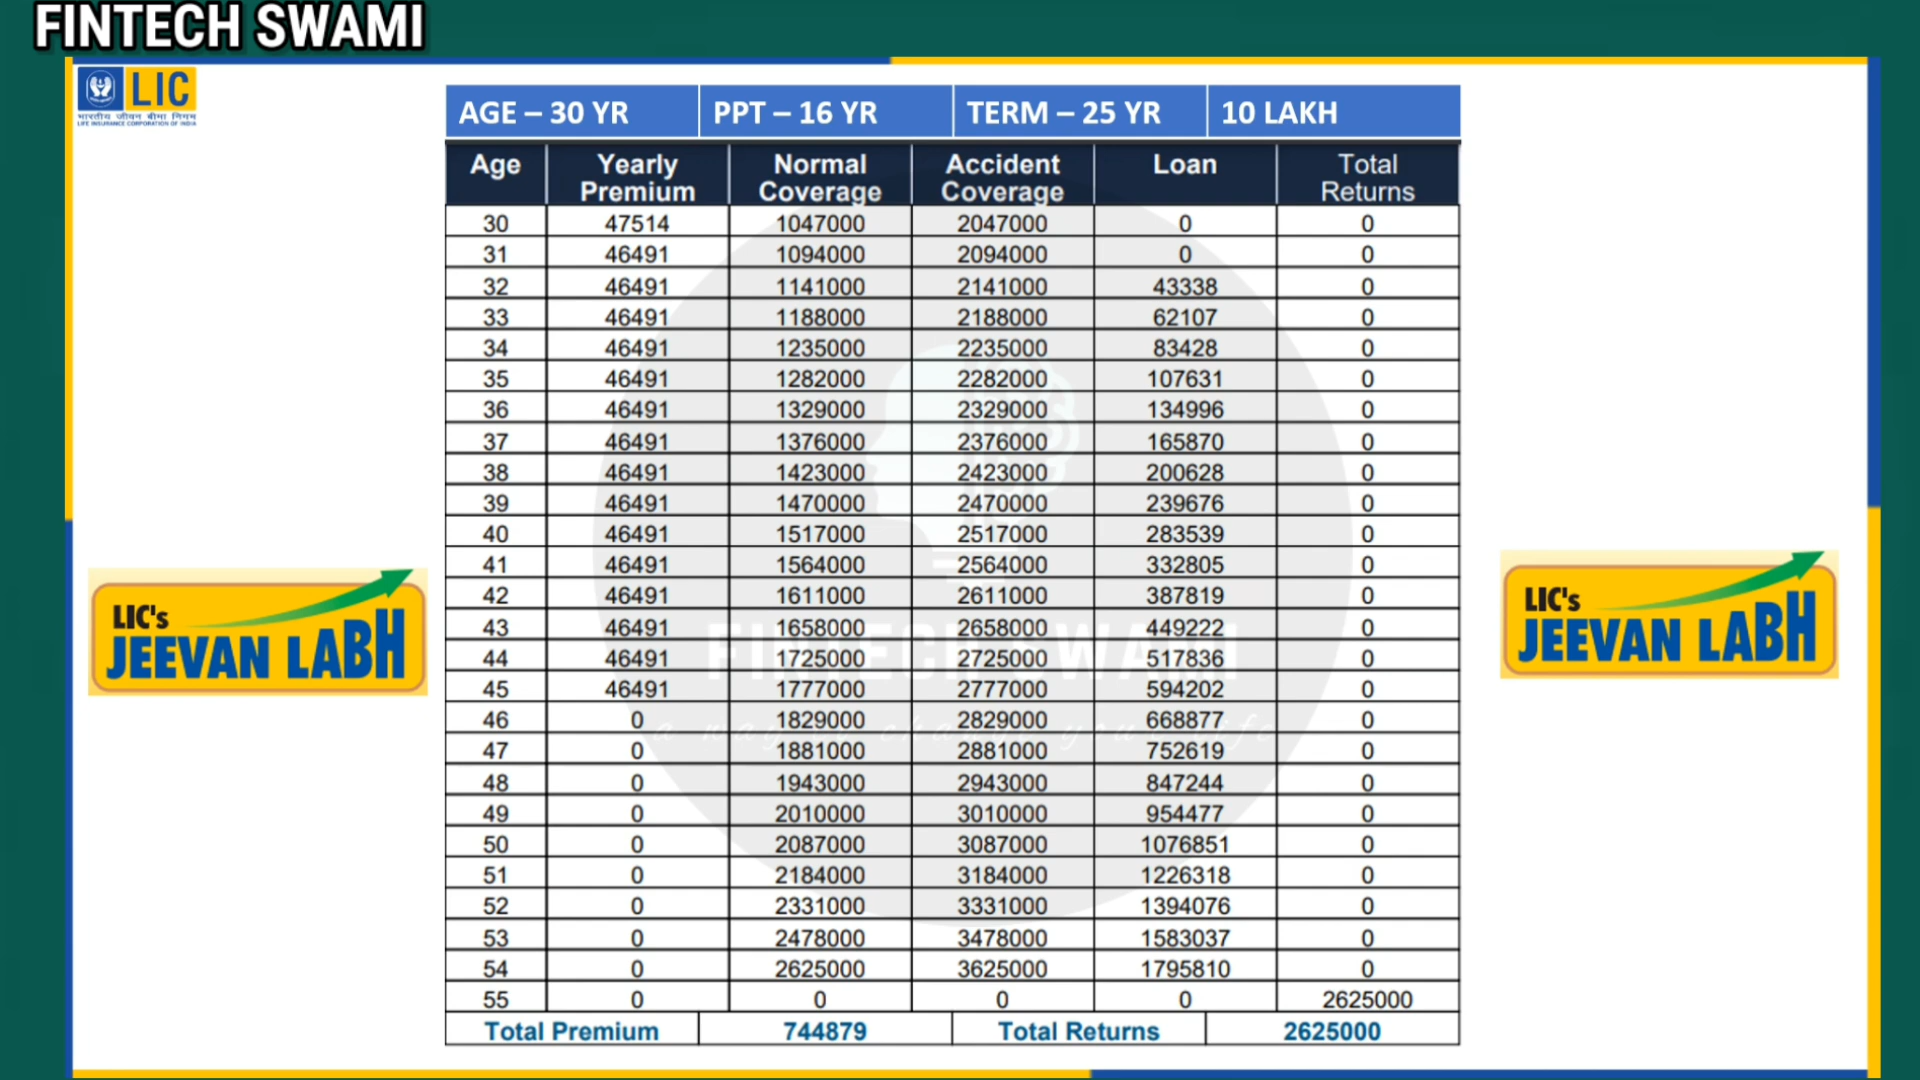 FINTECH SWAMI
LIC
भारतीय जीवन बीमा निगम
LIFE INSURANCE CORPORATION OF INDIA
AGE – 30 YR PPT – 16 YR TERM – 25 YR 10 LAKH
Age Yearly Premium Normal Coverage Accident Coverage Loan Total Returns
30 47514 1047000 2047000 0 0
31 46491 1094000 2094000 0 0
32 46491 1141000 2141000 43338 0
33 46491 1188000 2188000 62107 0
34 46491 1235000 2235000 83428 0
35 46491 1282000 2282000 107631 0
36 46491 1329000 2329000 134996 0
37 46491 1376000 2376000 165870 0
38 46491 1423000 2423000 200628 0
39 46491 1470000 2470000 239676 0
40 46491 1517000 2517000 283539 0
41 46491 1564000 2564000 332805 0
42 46491 1611000 2611000 387819 0
43 46491 1658000 2658000 449222 0
44 46491 1725000 2725000 517836 0
45 46491 1777000 2777000 594202 0
46 0 1829000 2829000 668877 0
47 0 1881000 2881000 752619 0
48 0 1943000 2943000 847244 0
49 0 2010000 3010000 954477 0
50 0 2087000 3087000 1076851 0
51 0 2184000 3184000 1226318 0
52 0 2331000 3331000 1394076 0
53 0 2478000 3478000 1583037 0
54 0 2625000 3625000 1795810 0
55 0 0 0 0 2625000
Total Premium 744879 Total Returns 2625000
FINTECH SWAMI
LIC's
JEEVAN LABH
LIC's
JEEVAN LABH